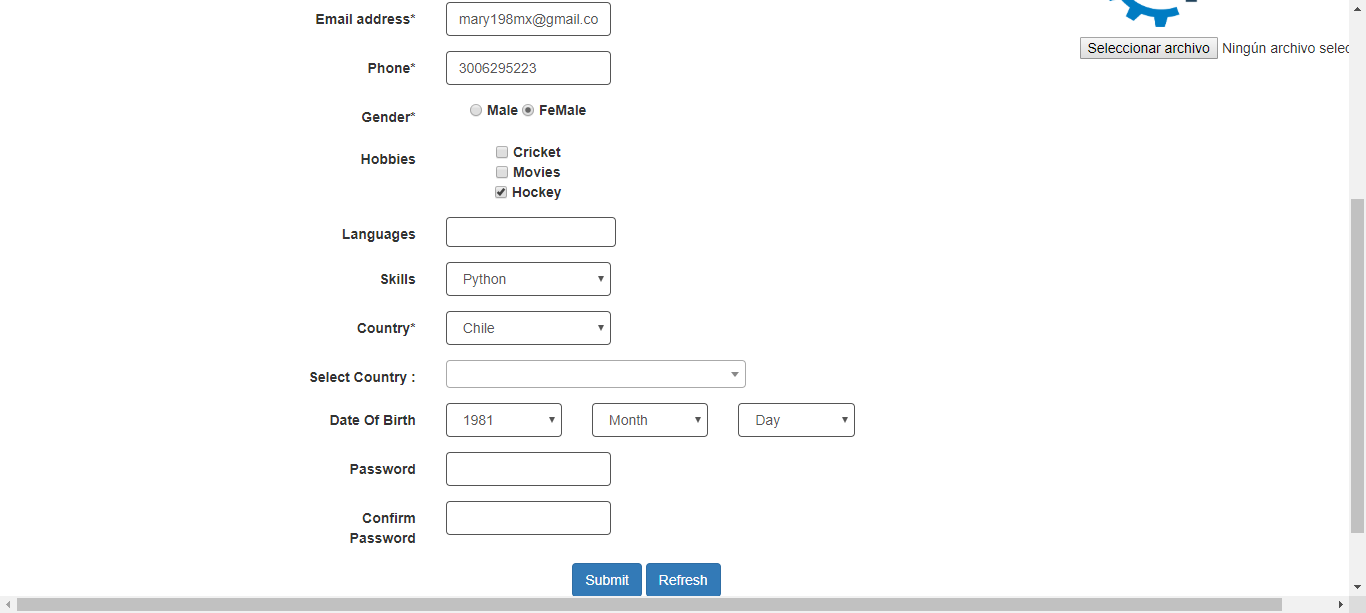 Email address* mary198mx@gmail.co
Seleccionar archivo Ningún archivo selec
Phone* 3006295223
Gender* Male FeMale
Hobbies Cricket
Movies
Hockey
Languages
Skills Python
Country* Chile
Select Country :
Date Of Birth 1981 Month Day
Password
Confirm
Password
Submit Refresh